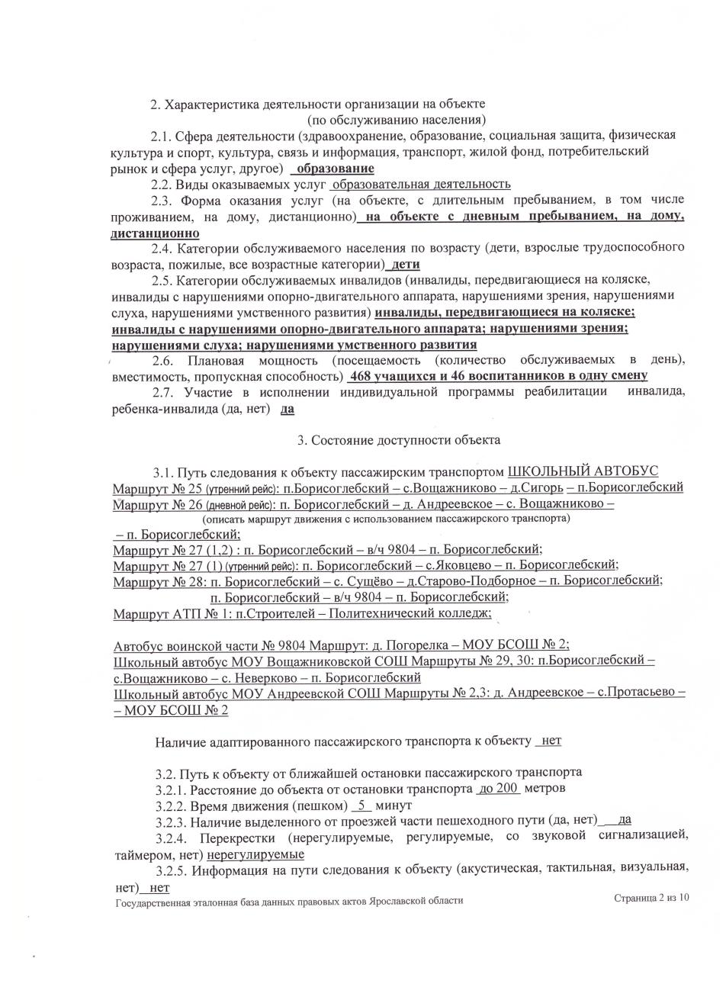 2. Характеристика деятельности организации на объекте
(по обслуживанию населения)
2.1. Сфера деятельности (здравоохранение, образование, социальная защита, физическая
культура и спорт, культура, связь и информация, транспорт, жилой фонд, потребительский
рынок и сфера услуг, другое) образование
2.2. Виды оказываемых услуг образовательная деятельность
2.3. Форма оказания услуг (на объекте, с длительным пребыванием, в том числе
проживанием, на дому, дистанционно) на объекте с дневным пребыванием, на дому,
дистанционно
2.4. Категории обслуживаемого населения по возрасту (дети, взрослые трудоспособного
возраста, пожилые, все возрастные категории) дети
2.5. Категории обслуживаемых инвалидов (инвалиды, передвигающиеся на коляске,
инвалиды с нарушениями опорно-двигательного аппарата, нарушениями зрения, нарушениями
слуха, нарушениями умственного развития) инвалиды, передвигающиеся на коляске;
инвалиды с нарушениями опорно-двигательного аппарата; нарушениями зрения;
нарушениями слуха; нарушениями умственного развития
2.6. Плановая мощность (посещаемость (количество обслуживаемых в день),
вместимость, пропускная способность) 468 учащихся и 46 воспитанников в одну смену
2.7. Участие в исполнении индивидуальной программы реабилитации инвалида,
ребенка-инвалида (да, нет) да
3. Состояние доступности объекта
3.1. Путь следования к объекту пассажирским транспортом ШКОЛЬНЫЙ АВТОБУС
Маршрут № 25 (утренний рейс): п.Борисоглебский – с.Вощажниково – д.Сигорь – п.Борисоглебский
Маршрут № 26 (дневной рейс): п. Борисоглебский – д. Андреевское – с. Вощажниково –
(описать маршрут движения с использованием пассажирского транспорта)
– п. Борисоглебский;
Маршрут № 27 (1,2) : п. Борисоглебский – в/ч 9804 – п. Борисоглебский;
Маршрут № 27 (1) (утренний рейс): п. Борисоглебский – с.Яковцево – п. Борисоглебский;
Маршрут № 28: п. Борисоглебский – с. Сущёво – д.Старово-Подборное – п. Борисоглебский;
п. Борисоглебский – в/ч 9804 – п. Борисоглебский;
Маршрут АТП № 1: п.Строителей – Политехнический колледж;
Автобус воинской части № 9804 Маршрут: д. Погорелка – МОУ БСОШ № 2;
Школьный автобус МОУ Вощажниковской СОШ Маршруты № 29, 30: п.Борисоглебский –
с.Вощажниково – с. Неверково – п. Борисоглебский
Школьный автобус МОУ Андреевской СОШ Маршруты № 2,3: д. Андреевское – с.Протасьево –
– МОУ БСОШ № 2
Наличие адаптированного пассажирского транспорта к объекту нет
3.2. Путь к объекту от ближайшей остановки пассажирского транспорта
3.2.1. Расстояние до объекта от остановки транспорта до 200 метров
3.2.2. Время движения (пешком) 5 минут
3.2.3. Наличие выделенного от проезжей части пешеходного пути (да, нет) да
3.2.4. Перекрестки (нерегулируемые, регулируемые, со звуковой сигнализацией,
таймером, нет) нерегулируемые
3.2.5. Информация на пути следования к объекту (акустическая, тактильная, визуальная,
нет) нет
Государственная эталонная база данных правовых актов Ярославской области Страница 2 из 10